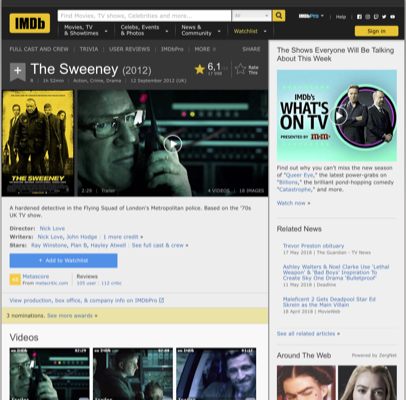 IMDb
Find Movies, TV shows, Celebrities and more...
All
IMDbPro
Help
Movies, TV & Showtimes
Celebs, Events & Photos
News & Community
Watchlist
Sign in
FULL CAST AND CREW | TRIVIA | USER REVIEWS | IMDbPro | MORE
SHARE
The Sweeney (2012)
6,1
Rate This
1h 52min | Action, Crime, Drama | 12 September 2012 (UK)
THE SWEENEY
2:29 | Trailer
4 VIDEOS | 18 IMAGES
A hardened detective in the Flying Squad of London's Metropolitan police. Based on the '70s
UK TV show.
Director: Nick Love
Writers: Nick Love, John Hodge | 1 more credit »
Stars: Ray Winstone, Plan B, Hayley Atwell | See full cast & crew »
+ Add to Watchlist
Metascore
From metacritic.com
Reviews
105 user | 112 critic
View production, box office, & company info on IMDbPro
3 nominations. See more awards »
Videos
The Shows Everyone Will Be Talking
About This Week
IMDb's
WHAT'S
ON TV
PRESENTED BY M&M's
Find out why you can't miss the new season
of "Queer Eye," the latest power-grabs on
"Billions," the brilliant pond-hopping comedy
"Catastrophe," and more.
Watch now »
Related News
Trevor Preston obituary
17 May 2018 | The Guardian - TV News
Ashley Walters & Noel Clarke Use 'Lethal
Weapon' & 'Bad Boys' Inspiration To
Create Sky One Drama 'Bulletproof'
11 May 2018 | Deadline
Maleficent 2 Gets Deadpool Star Ed
Skrein as the Main Villain
18 April 2018 | MovieWeb
See all related articles »
Around The Web
Powered by ZergNet